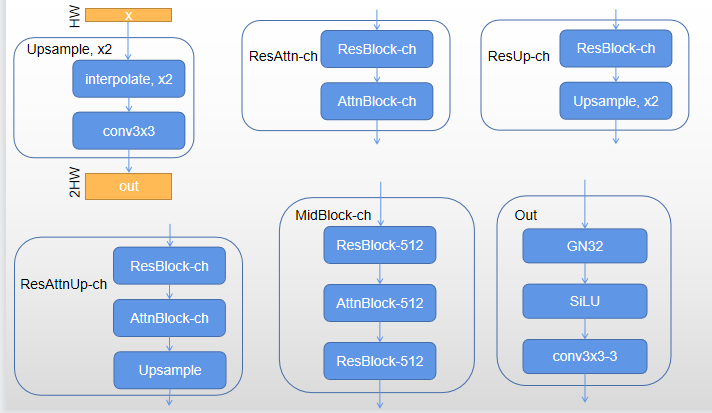 HW
x
Upsample, x2
interpolate, x2
conv3x3
2HW
out
ResAttn-ch
ResBlock-ch
AttnBlock-ch
ResUp-ch
ResBlock-ch
Upsample, x2
ResAttnUp-ch
ResBlock-ch
AttnBlock-ch
Upsample
MidBlock-ch
ResBlock-512
AttnBlock-512
ResBlock-512
Out
GN32
SiLU
conv3x3-3